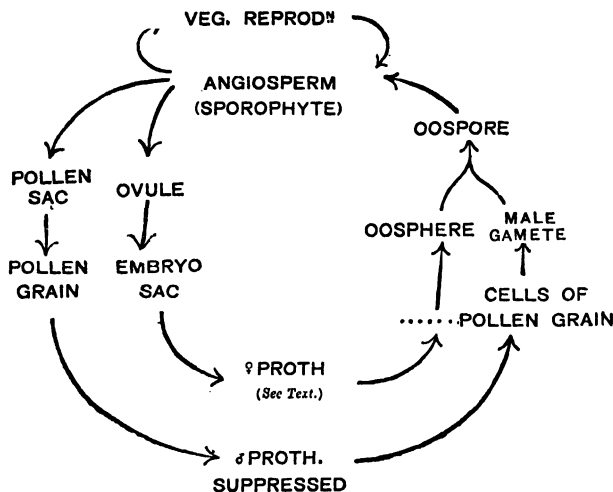 VEG. REPRODN
ANGIOSPERM
(SPOROPHYTE)
OOSPORE
POLLEN
SAC
OVULE
OOSPHERE
MALE
GAMETE
POLLEN
GRAIN
EMBRYO
SAC
CELLS OF
POLLEN GRAIN
♀ PROTH
(See Text.)
♂ PROTH.
SUPPRESSED